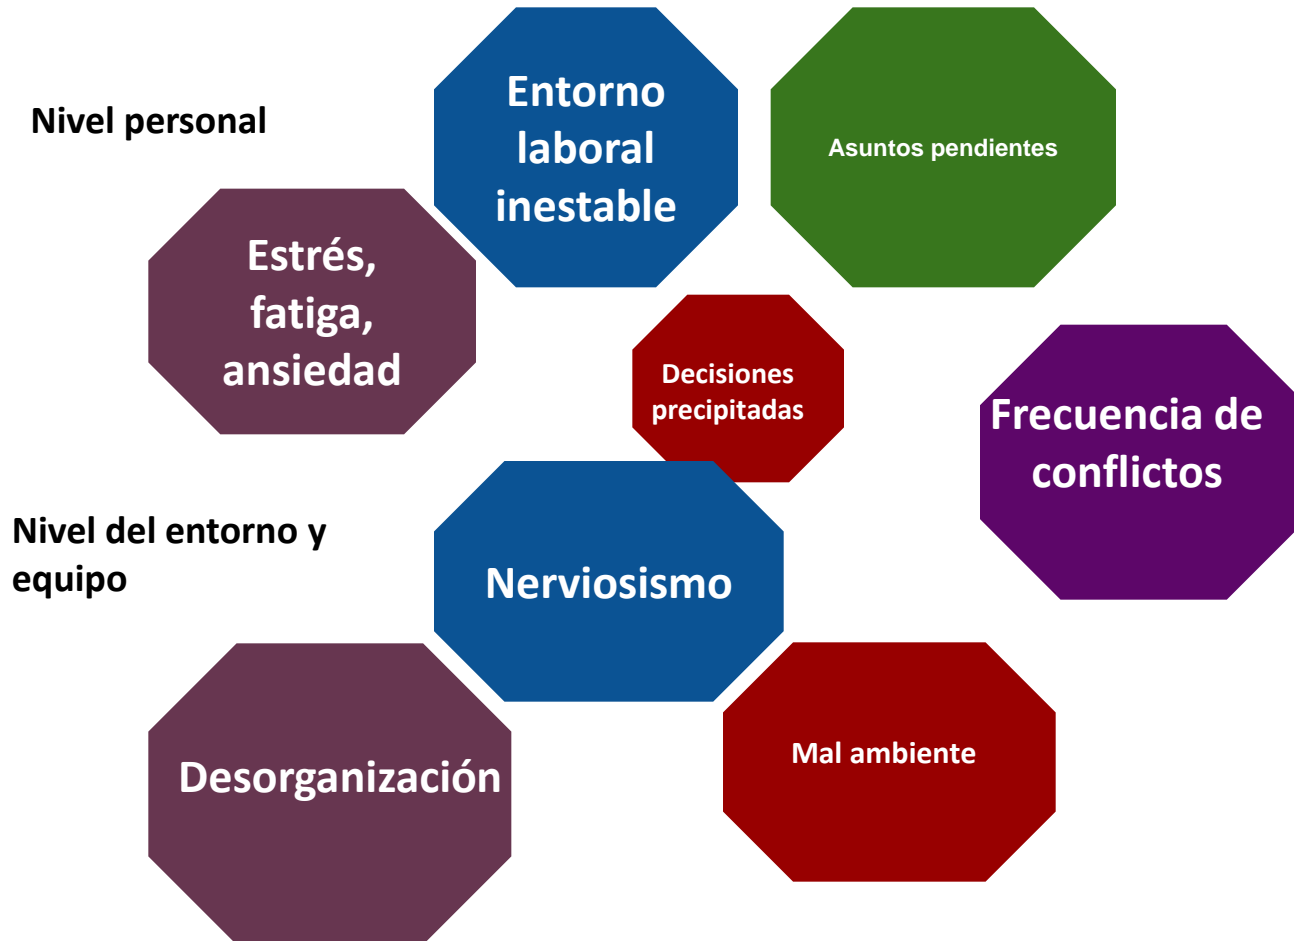 Nivel personal
Entorno
laboral
inestable
Asuntos pendientes
Estrés,
fatiga,
ansiedad
Decisiones
precipitadas
Frecuencia de
conflictos
Nivel del entorno y
equipo
Nerviosismo
Desorganización
Mal ambiente